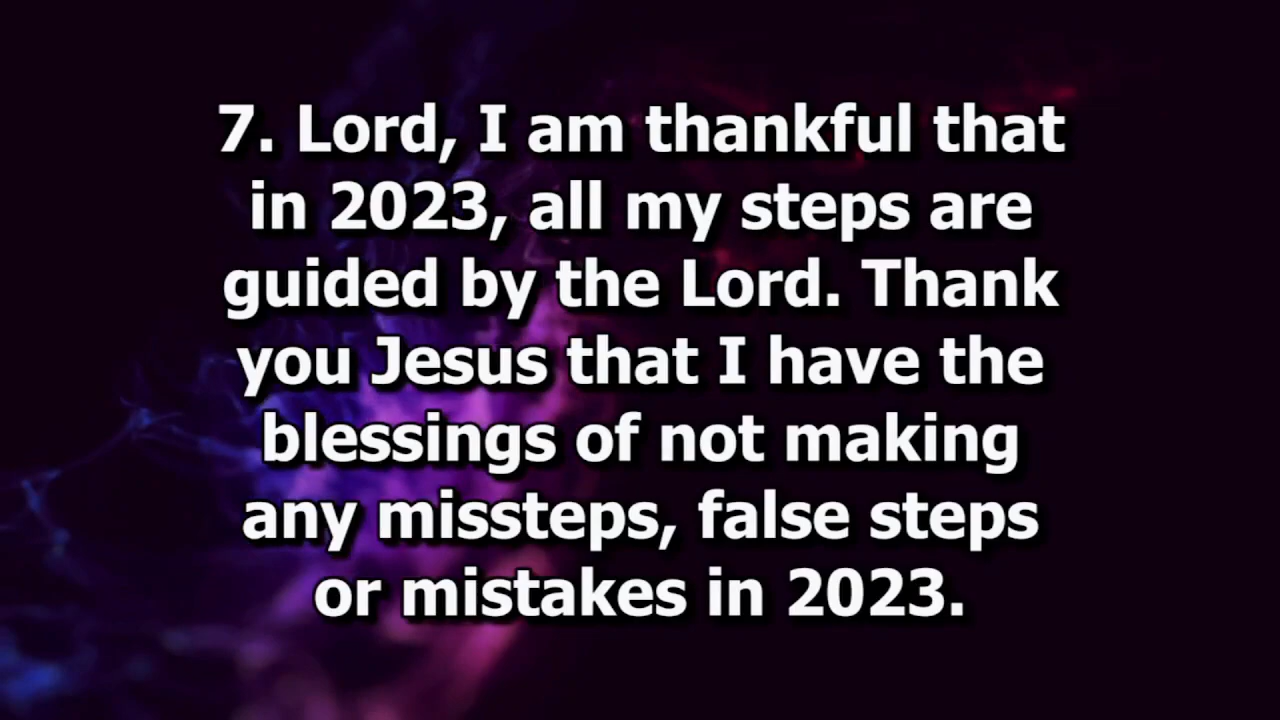 7. Lord, I am thankful that
in 2023, all my steps are
guided by the Lord. Thank
you Jesus that I have the
blessings of not making
any missteps, false steps
or mistakes in 2023.